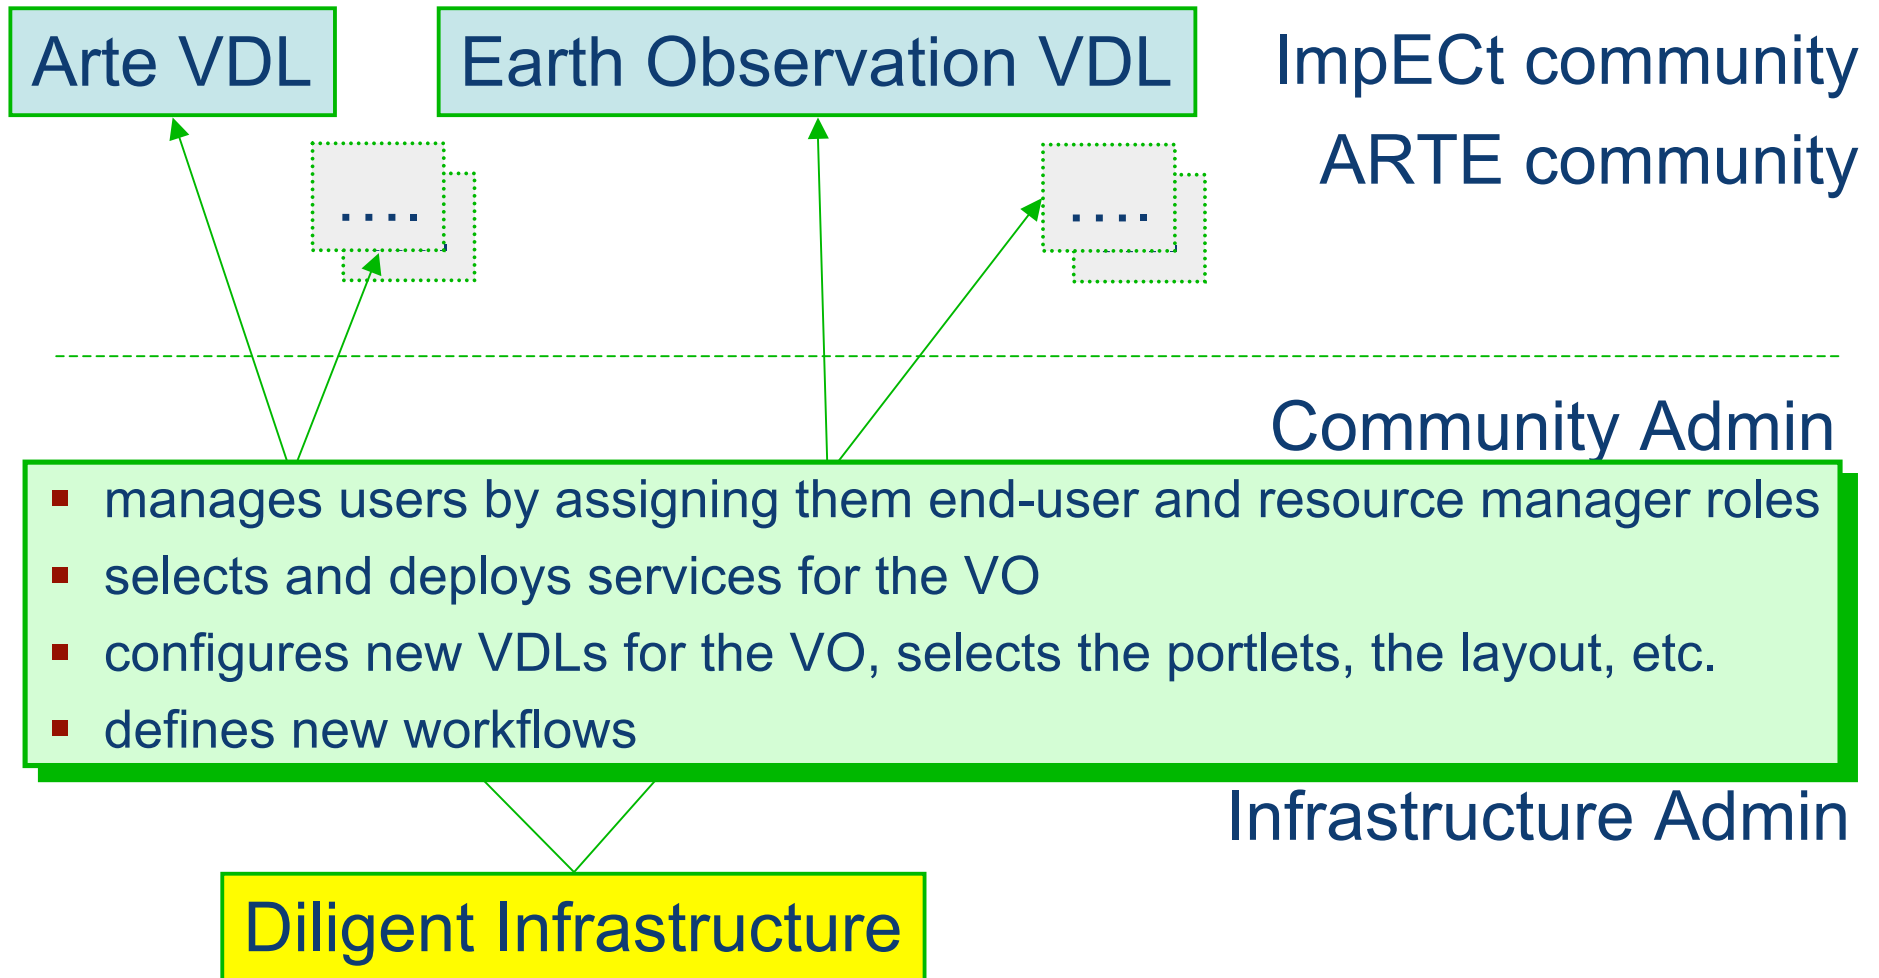 Arte VDL
Earth Observation VDL
ImpECt community
ARTE community
....
....
Community Admin
▪ manages users by assigning them end-user and resource manager roles
▪ selects and deploys services for the VO
▪ configures new VDLs for the VO, selects the portlets, the layout, etc.
▪ defines new workflows
Infrastructure Admin
Diligent Infrastructure